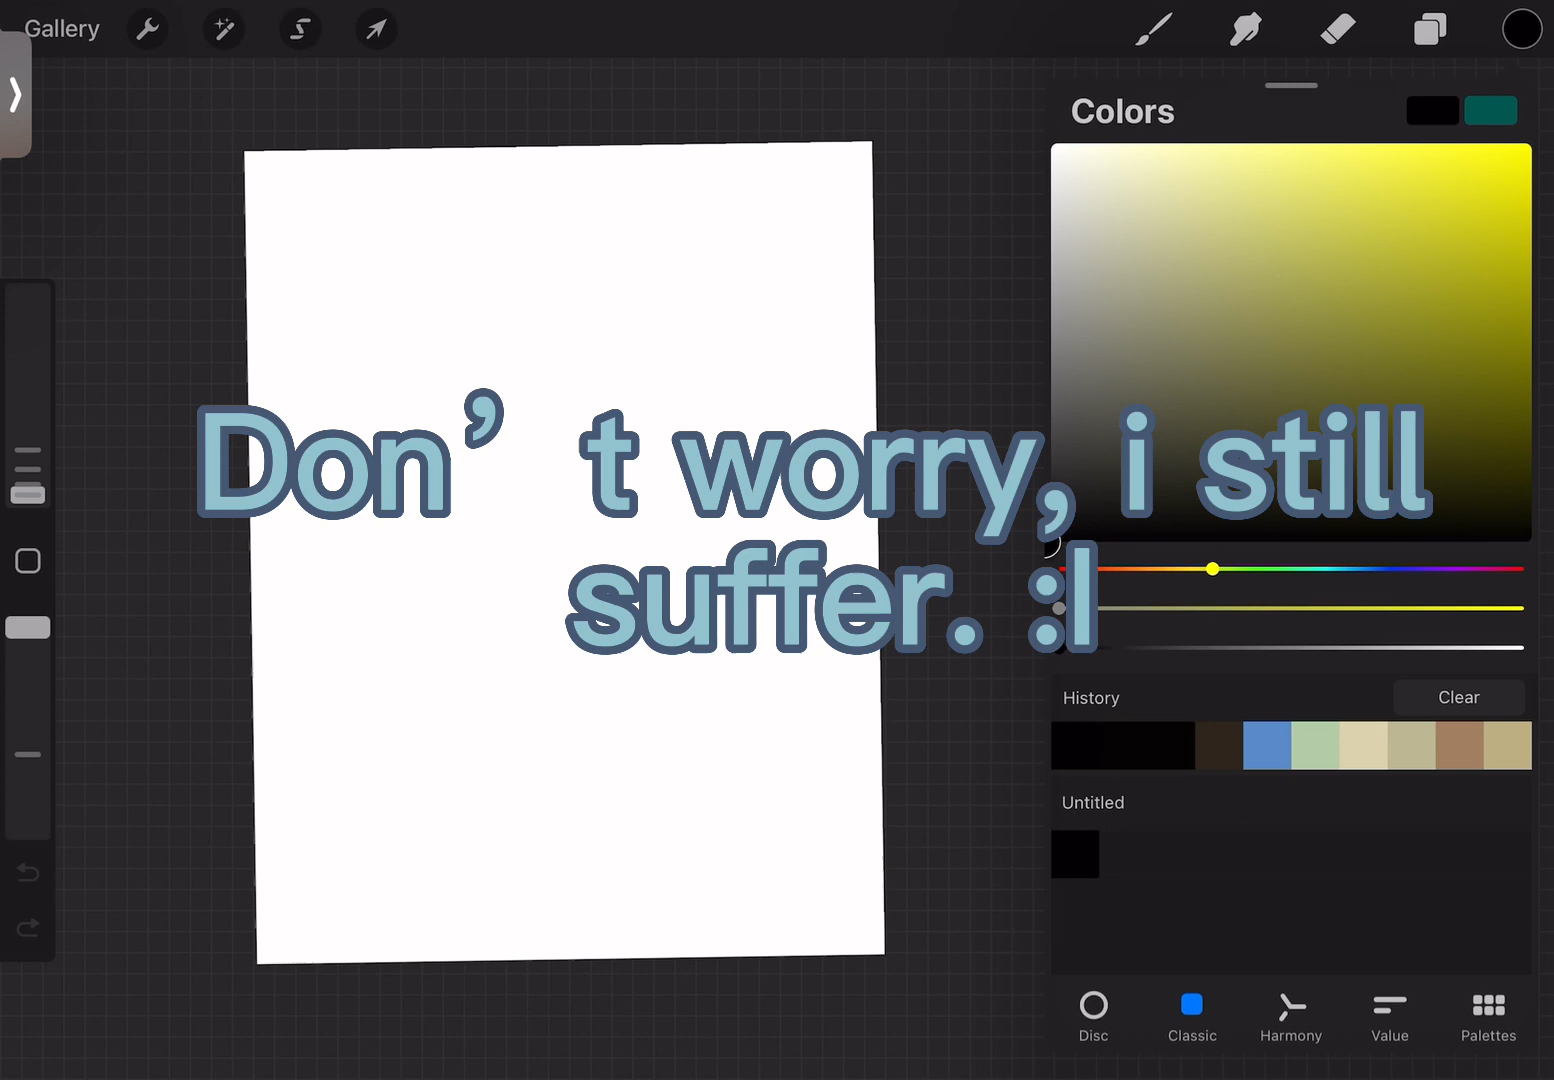 Gallery
Colors
Don’t worry, i still
suffer. :l
History
Clear
Untitled
Disc
Classic
Harmony
Value
Palettes